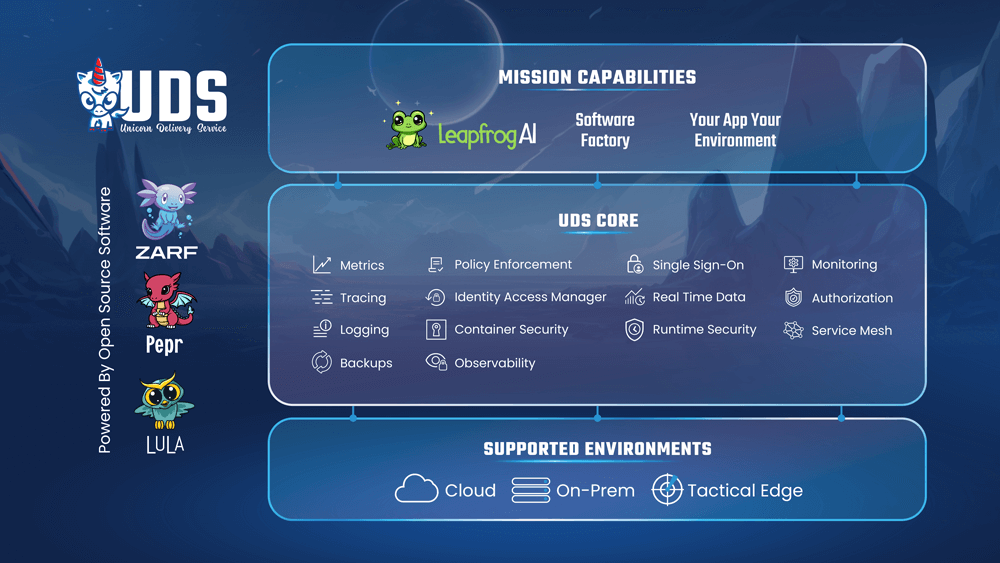 UDS
Unicorn Delivery Service
Powered By Open Source Software
ZARF
Pepr
LULA
MISSION CAPABILITIES
LeapfrogAI
Software
Factory
Your App Your
Environment
UDS CORE
Metrics
Policy Enforcement
Single Sign-On
Monitoring
Tracing
Identity Access Manager
Real Time Data
Authorization
Logging
Container Security
Runtime Security
Service Mesh
Backups
Observability
SUPPORTED ENVIRONMENTS
Cloud
On-Prem
Tactical Edge